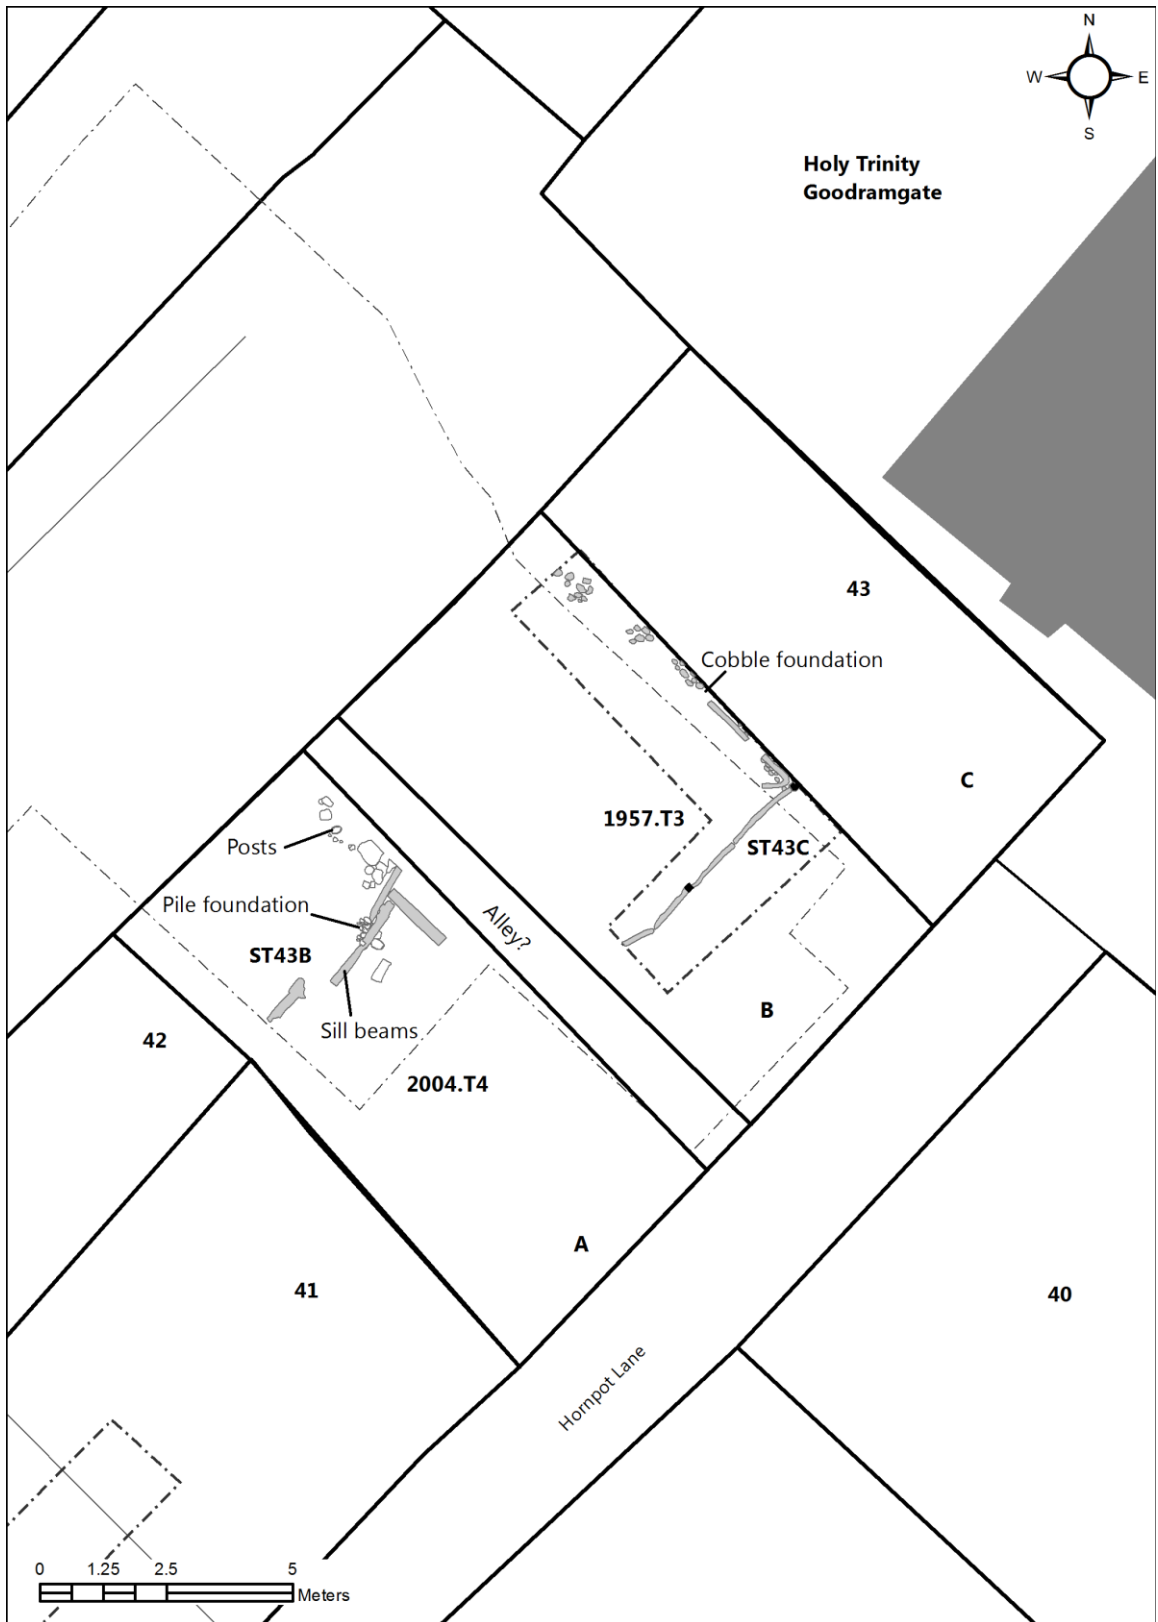 N
W E
S
Holy Trinity
Goodramgate
43
Cobble foundation
C
1957.T3
ST43C
Posts
Pile foundation
Alley?
ST43B
B
Sill beams
42
2004.T4
A
41
40
Hornpot Lane
0 1.25 2.5 5
Meters